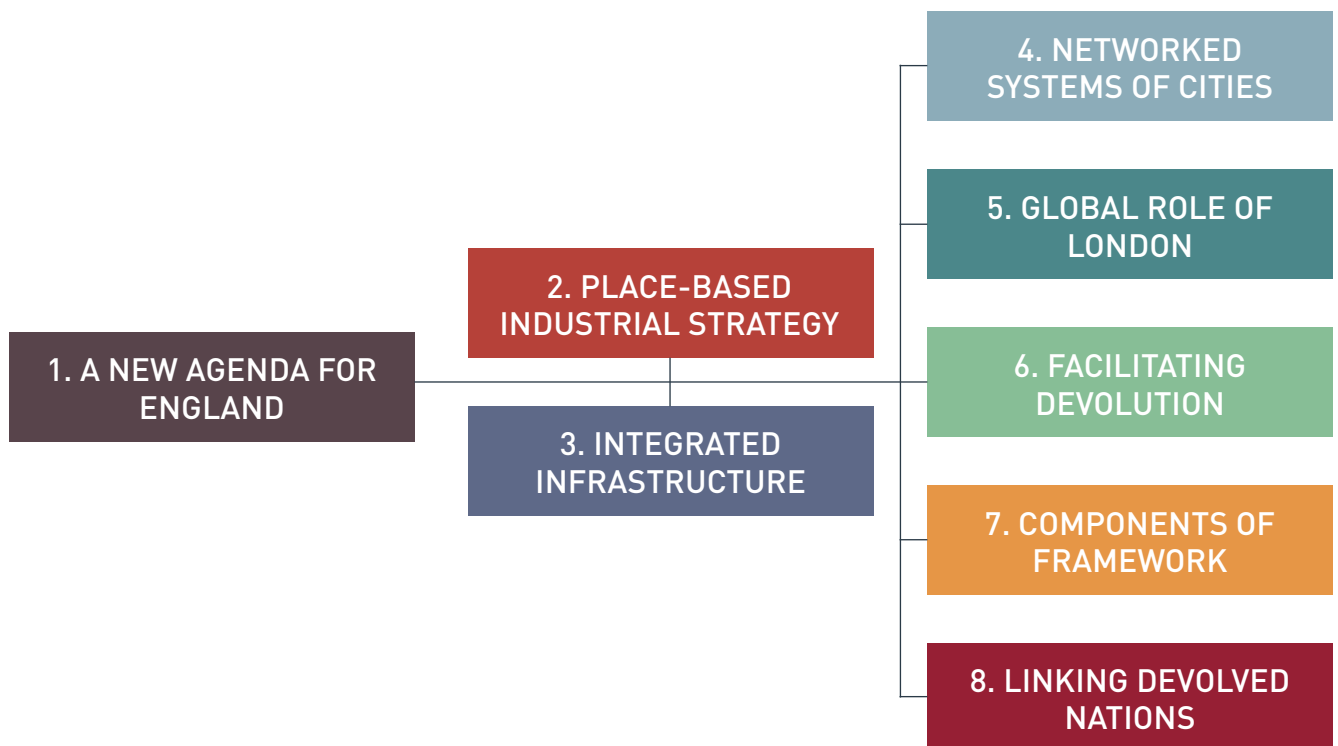 1. A NEW AGENDA FOR
ENGLAND
2. PLACE-BASED
INDUSTRIAL STRATEGY
3. INTEGRATED
INFRASTRUCTURE
4. NETWORKED
SYSTEMS OF CITIES
5. GLOBAL ROLE OF
LONDON
6. FACILITATING
DEVOLUTION
7. COMPONENTS OF
FRAMEWORK
8. LINKING DEVOLVED
NATIONS